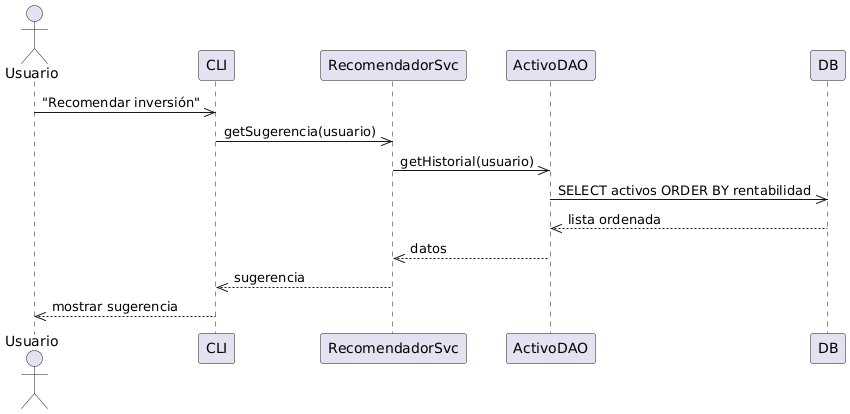 Usuario
CLI
RecomendadorSvc
ActivoDAO
DB
"Recomendar inversión"
getSugerencia(usuario)
getHistorial(usuario)
SELECT activos ORDER BY rentabilidad
lista ordenada
datos
sugerencia
mostrar sugerencia
Usuario
CLI
RecomendadorSvc
ActivoDAO
DB